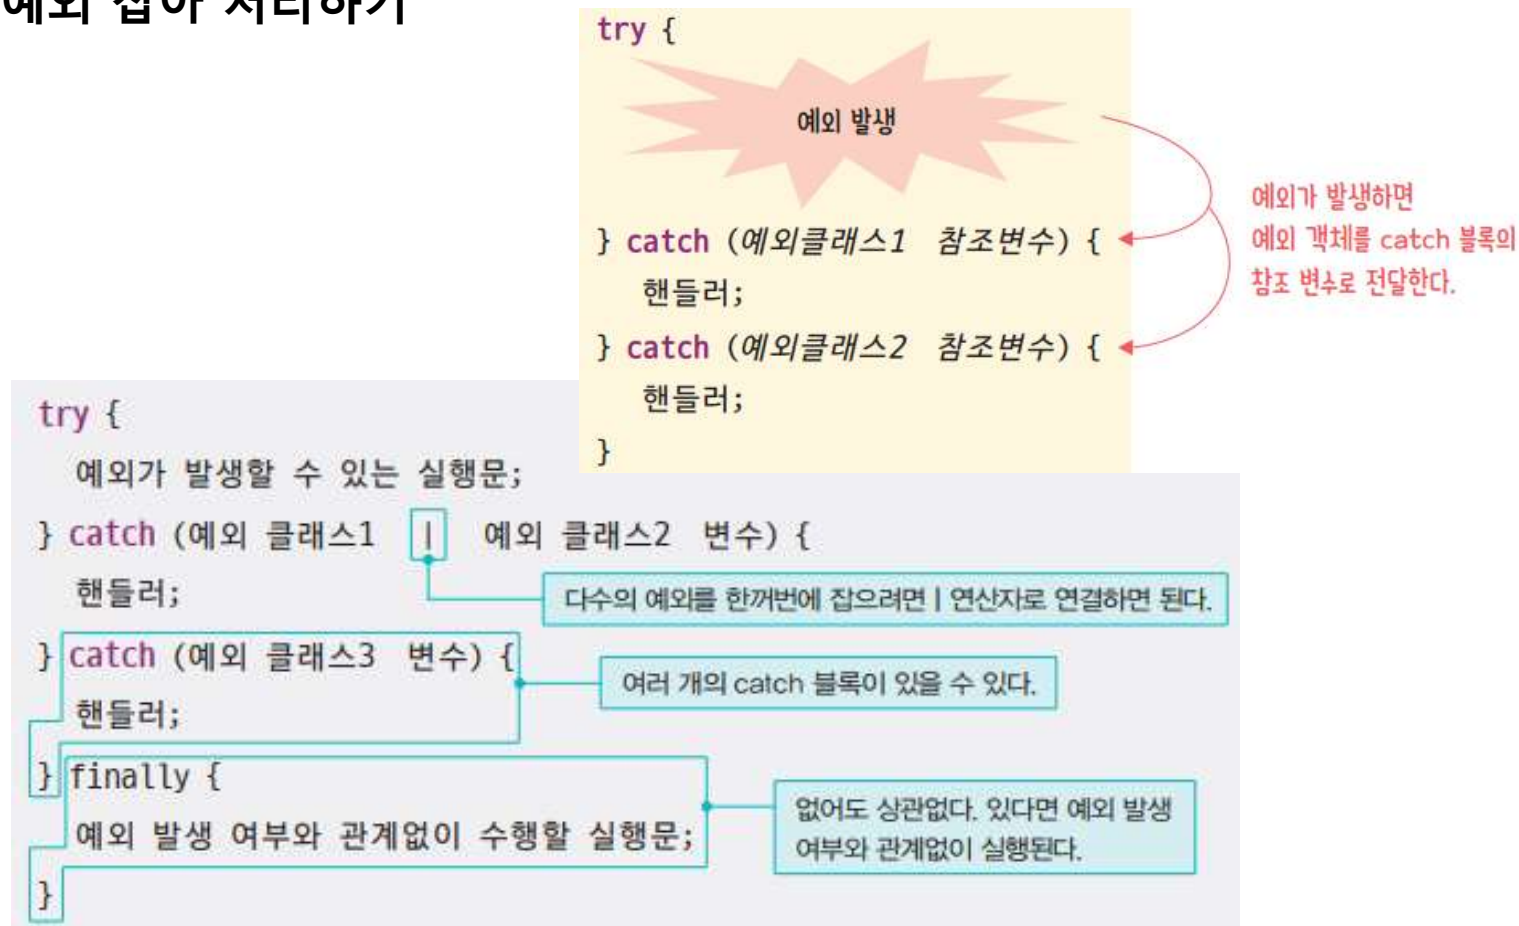 예외 잡아 처리하기
try {
예외 발생
} catch (예외클래스1 참조변수) {
핸들러;
} catch (예외클래스2 참조변수) {
핸들러;
}
예외가 발생하면
예외 객체를 catch 블록의
참조 변수로 전달한다.
try {
예외가 발생할 수 있는 실행문;
} catch (예외 클래스1 | 예외 클래스2 변수) {
핸들러;
다수의 예외를 한꺼번에 잡으려면 | 연산자로 연결하면 된다.
} catch (예외 클래스3 변수) {
여러 개의 catch 블록이 있을 수 있다.
핸들러;
} finally {
예외 발생 여부와 관계없이 수행할 실행문;
}
없어도 상관없다. 있다면 예외 발생
여부와 관계없이 실행된다.